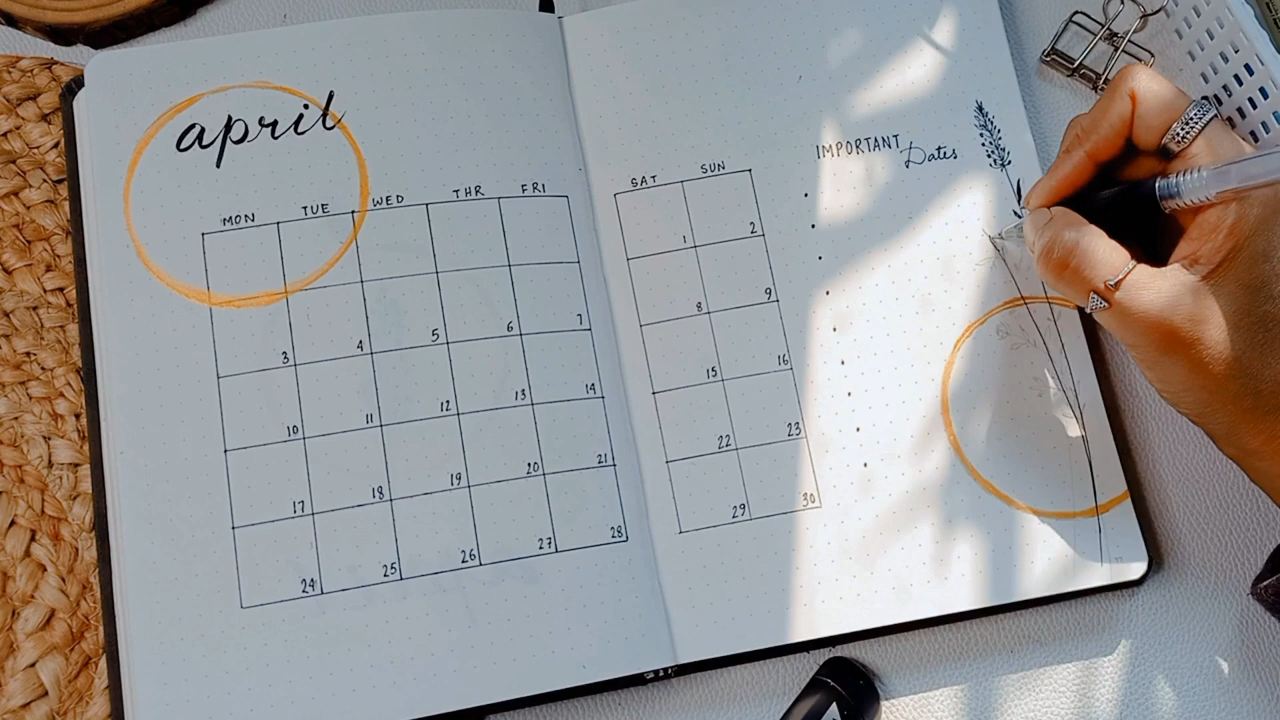 april
MON TUE WED THR FRI
3 4 5 6 7
10 11 12 13 14
17 18 19 20 21
24 25 26 27 28
SAT SUN
1 2
8 9
15 16
22 23
29 30
IMPORTANT Dates